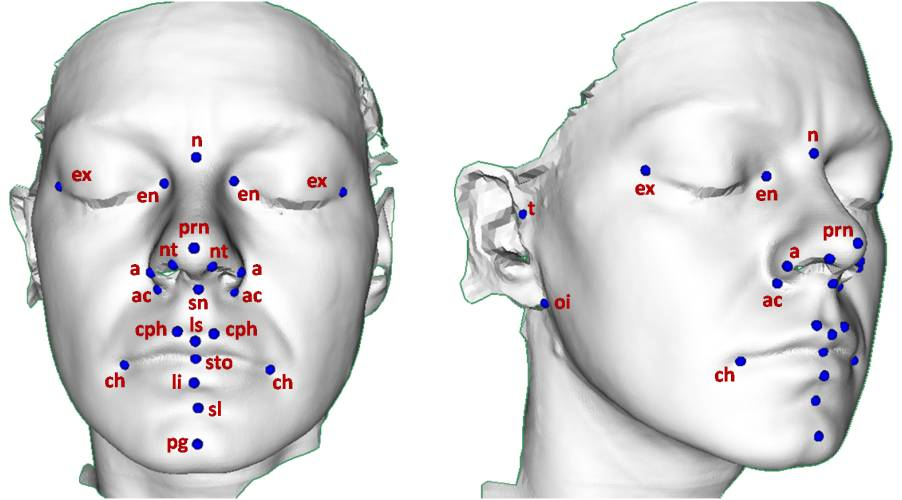 n
ex
en
en
ex
prn
nt
nt
a
a
ac
sn
ac
cph
ls
cph
sto
ch
li
ch
sl
pg
n
ex
en
t
prn
a
ac
oi
ch